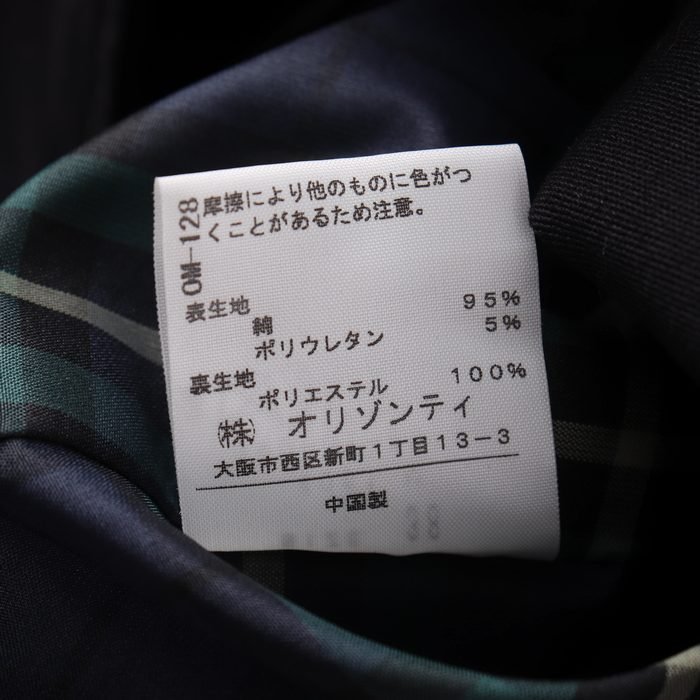 OM-128
摩擦により他のものに色がつ
くことがあるため注意。
表生地
綿 95%
ポリウレタン 5%
裏生地
ポリエステル 100%
㈱ オリゾンティ
大阪市西区新町1丁目13-3
中国製